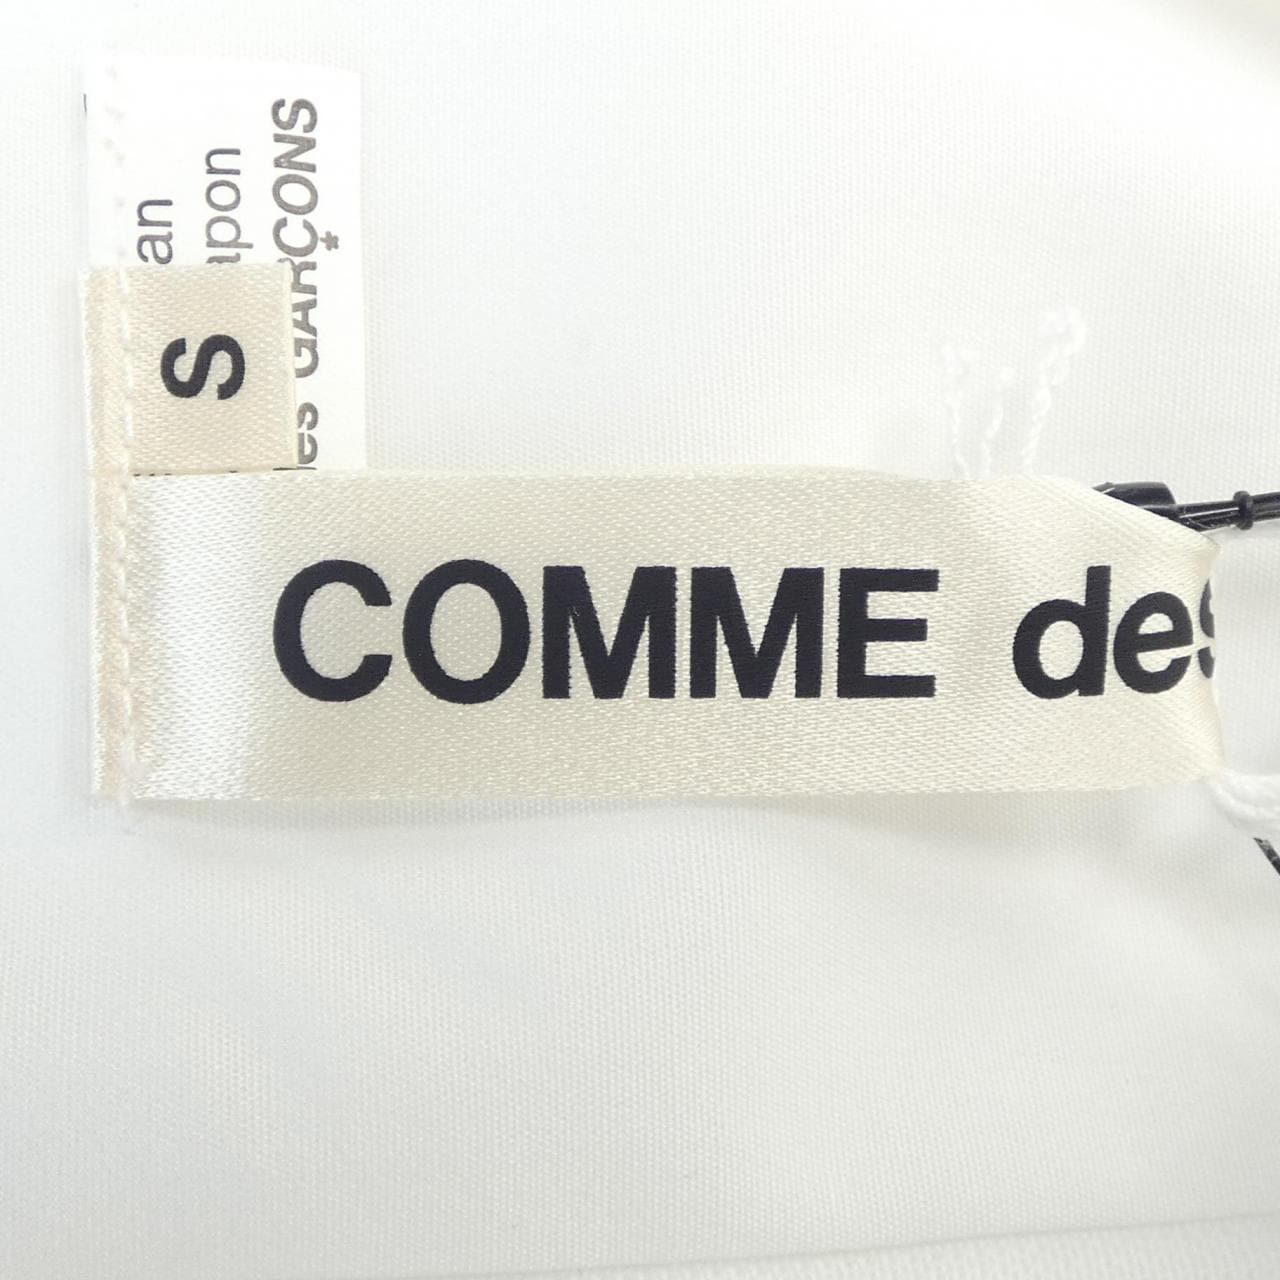 COMME des
S
an
apon
des GARÇONS